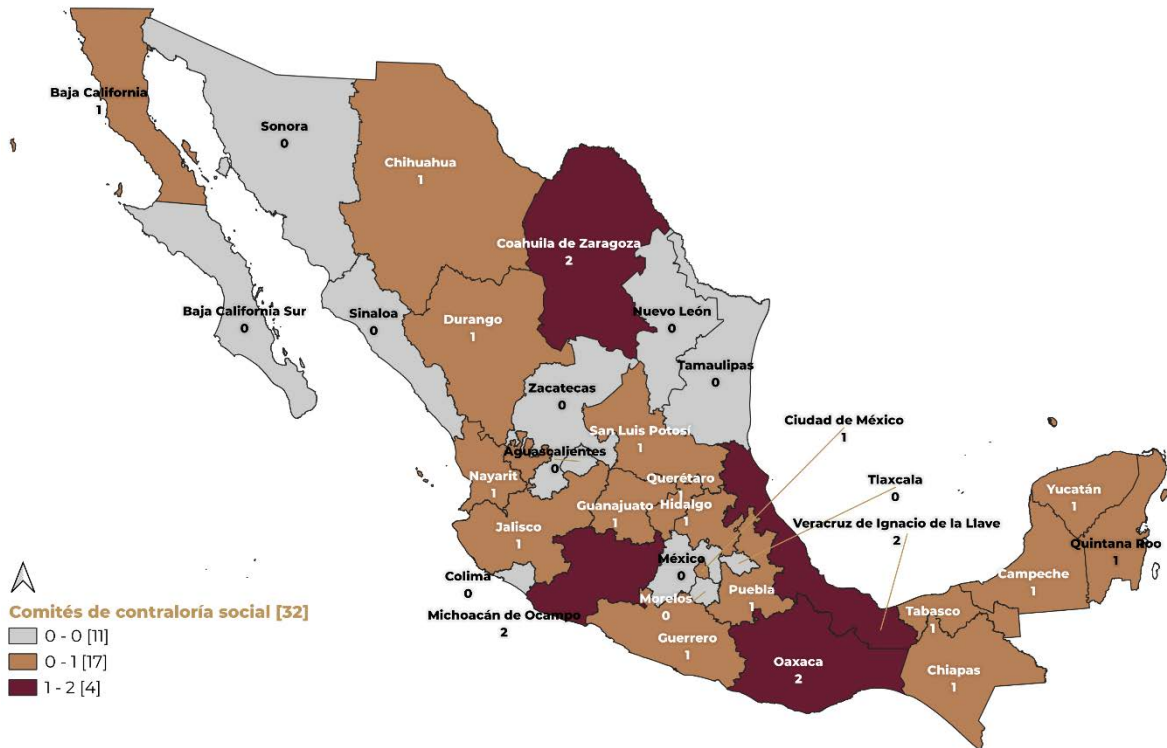 Baja California
1
Sonora
0
Chihuahua
1
Coahuila de Zaragoza
2
Baja California Sur
0
Sinaloa
0
Durango
1
Nuevo León
0
Tamaulipas
0
Zacatecas
0
San Luis Potosí
1
Aguascalientes
0
Ciudad de México
1
Nayarit
1
Querétaro
1
Tlaxcala
0
Yucatán
1
Guanajuato
1
Hidalgo
1
Jalisco
1
Veracruz de Ignacio de la Llave
2
Quintana Roo
1
México
0
Colima
0
Campeche
1
Morelos
0
Puebla
1
Michoacán de Ocampo
2
Tabasco
1
Guerrero
1
Oaxaca
2
Chiapas
1
Comités de contraloría social [32]
0 - 0 [11]
0 - 1 [17]
1 - 2 [4]